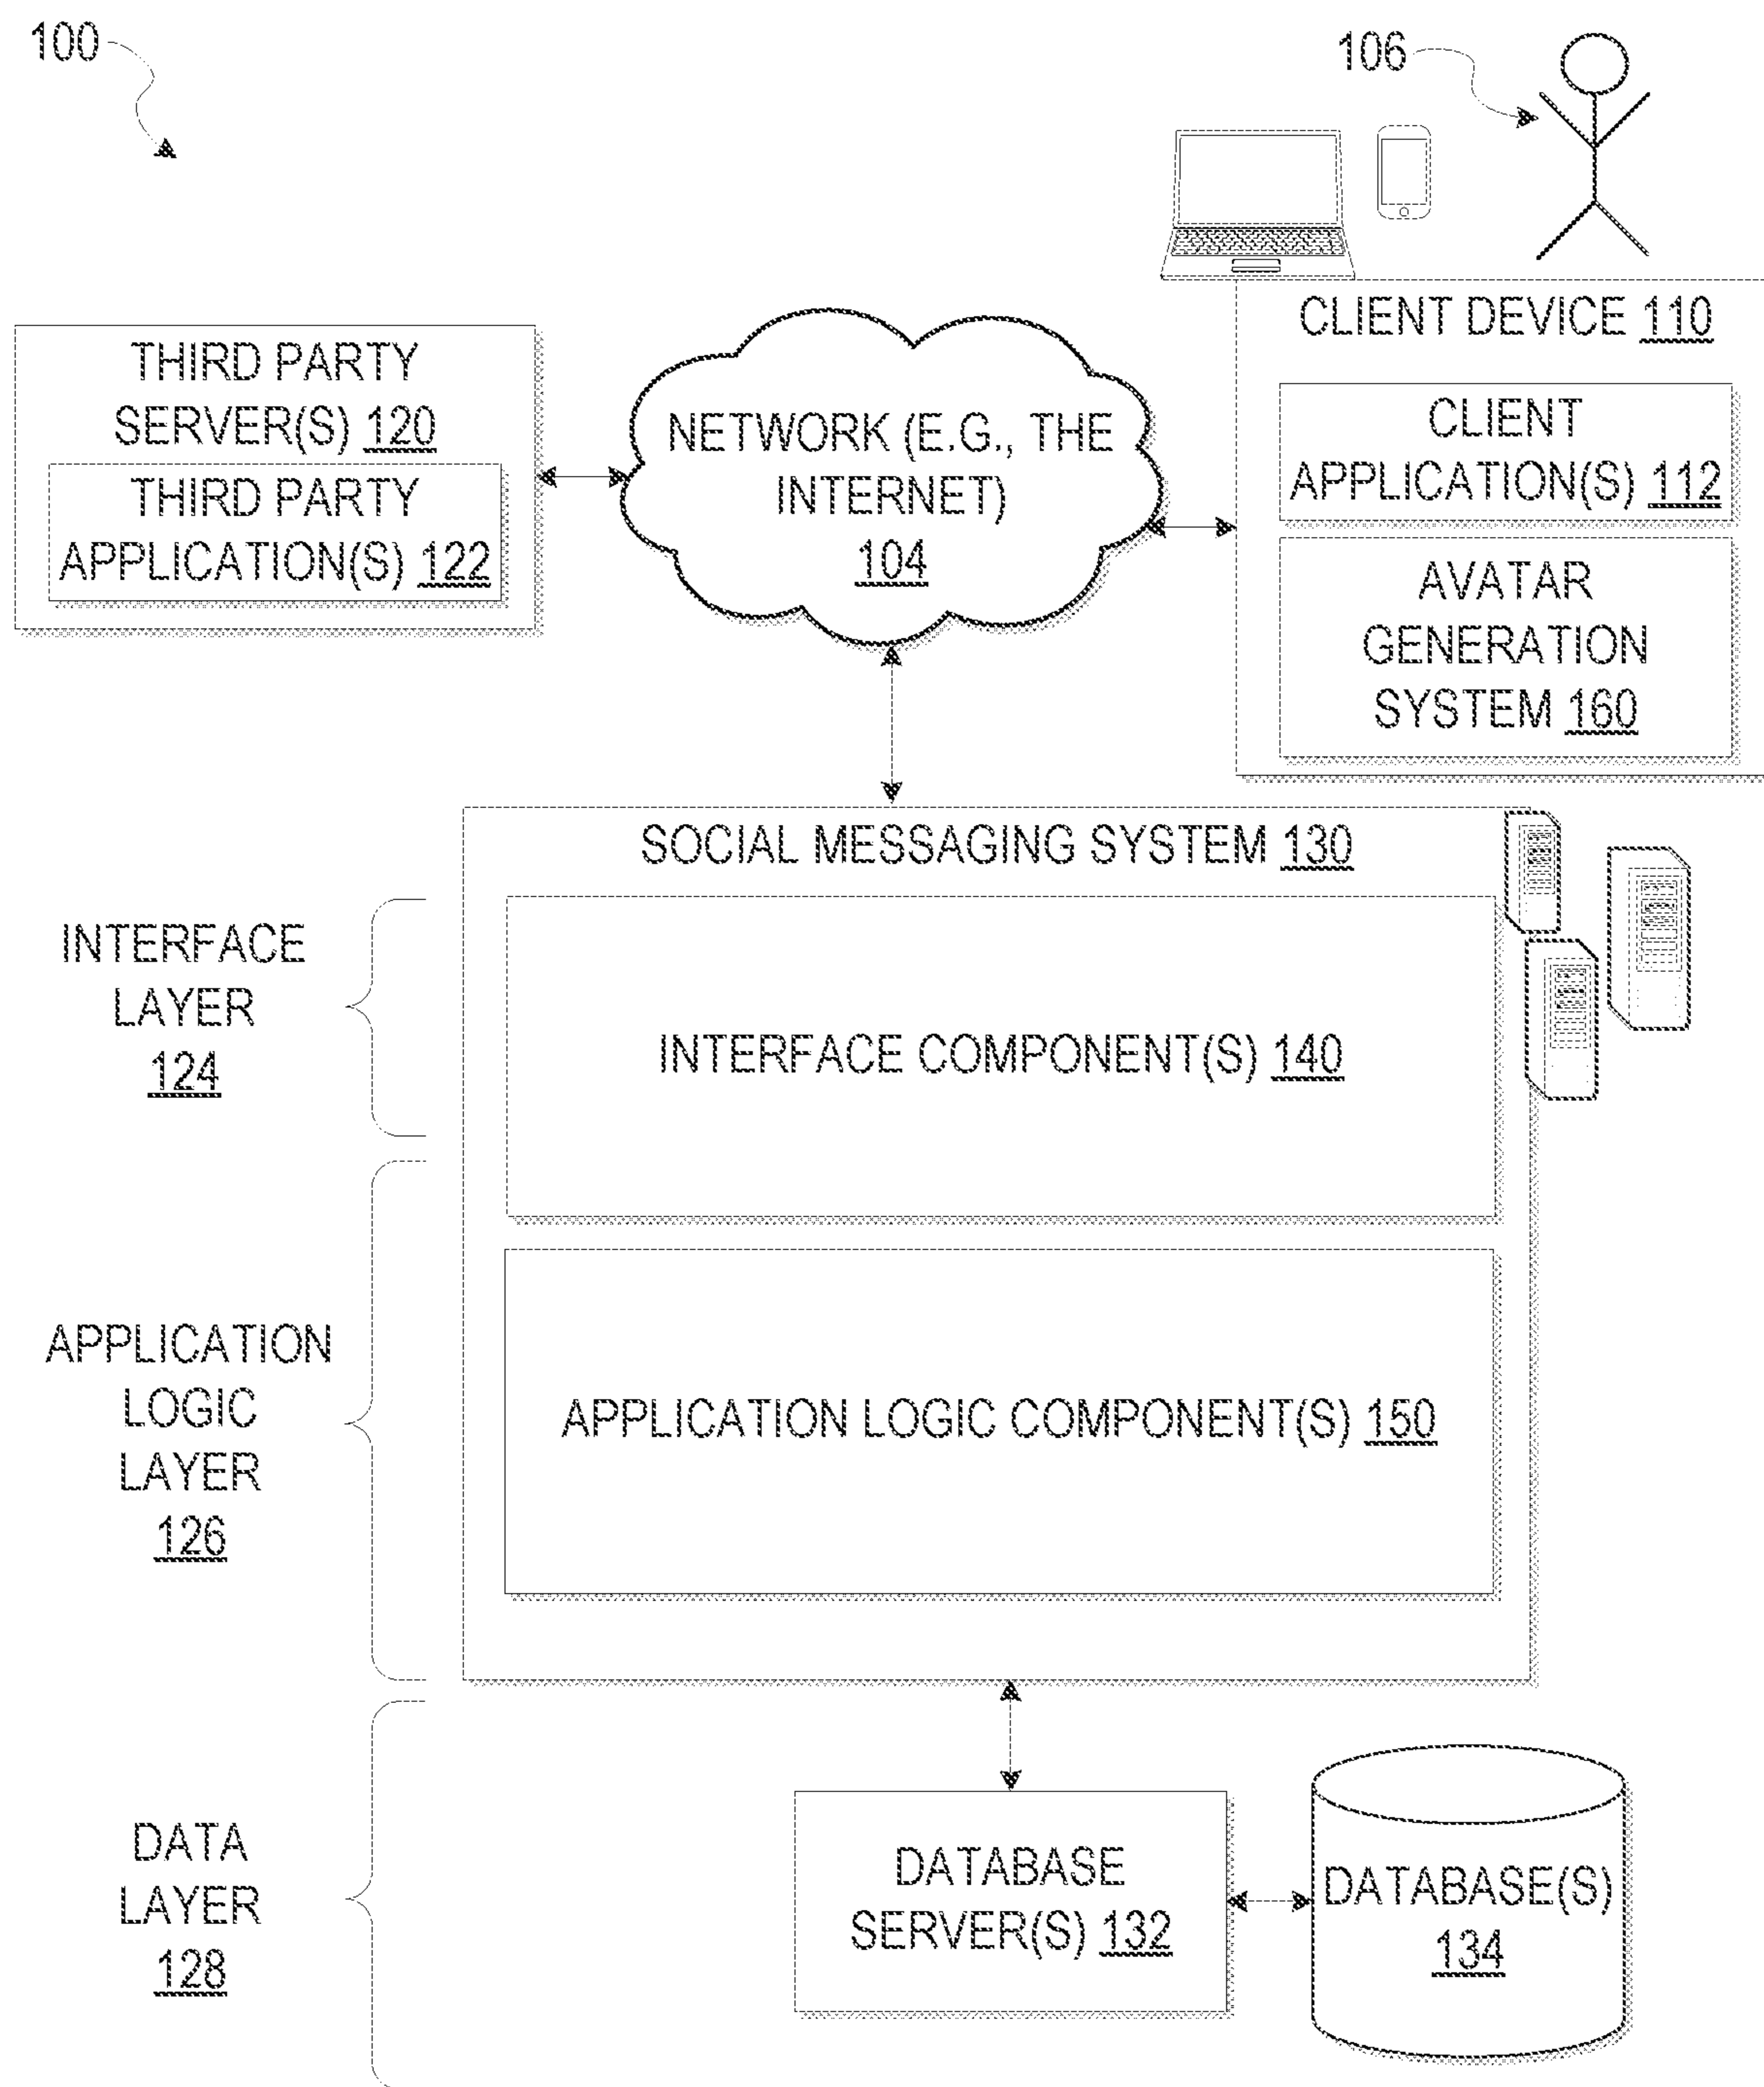 100
106
CLIENT DEVICE 110
CLIENT
APPLICATION(S) 112
AVATAR
GENERATION
SYSTEM 160
THIRD PARTY
SERVER(S) 120
THIRD PARTY
APPLICATION(S) 122
NETWORK (E.G., THE
INTERNET)
104
SOCIAL MESSAGING SYSTEM 130
INTERFACE
LAYER
124
INTERFACE COMPONENT(S) 140
APPLICATION
LOGIC
LAYER
126
APPLICATION LOGIC COMPONENT(S) 150
DATA
LAYER
128
DATABASE
SERVER(S) 132
DATABASE(S)
134